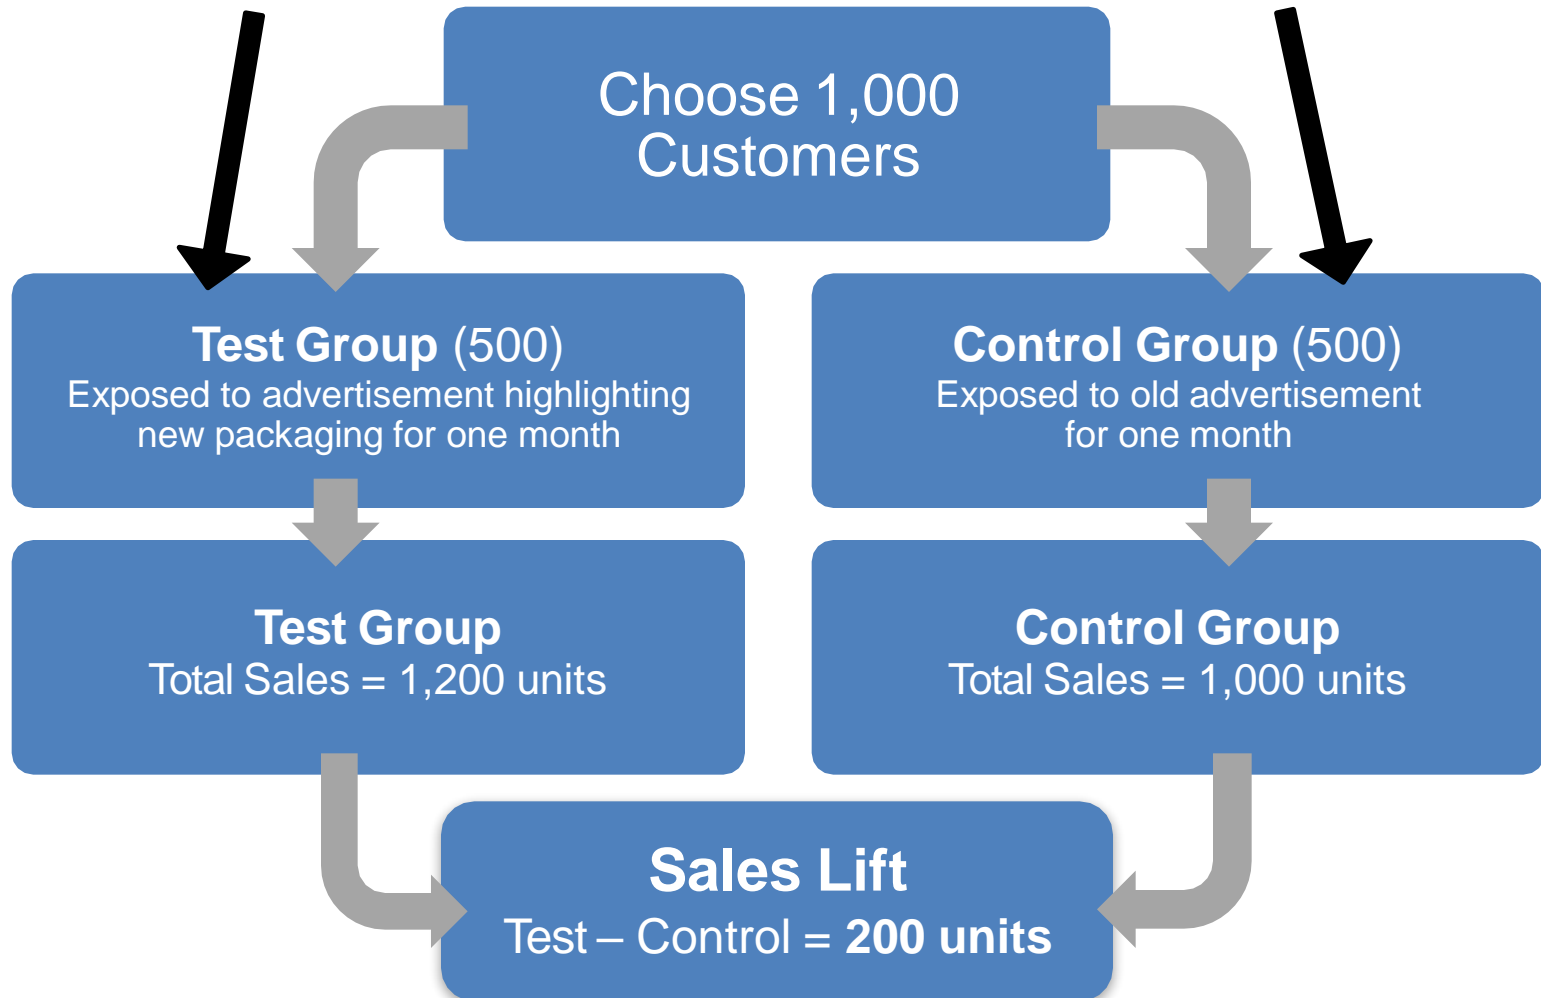 Choose 1,000
Customers
Test Group (500)
Exposed to advertisement highlighting
new packaging for one month
Control Group (500)
Exposed to old advertisement
for one month
Test Group
Total Sales = 1,200 units
Control Group
Total Sales = 1,000 units
Sales Lift
Test – Control = 200 units